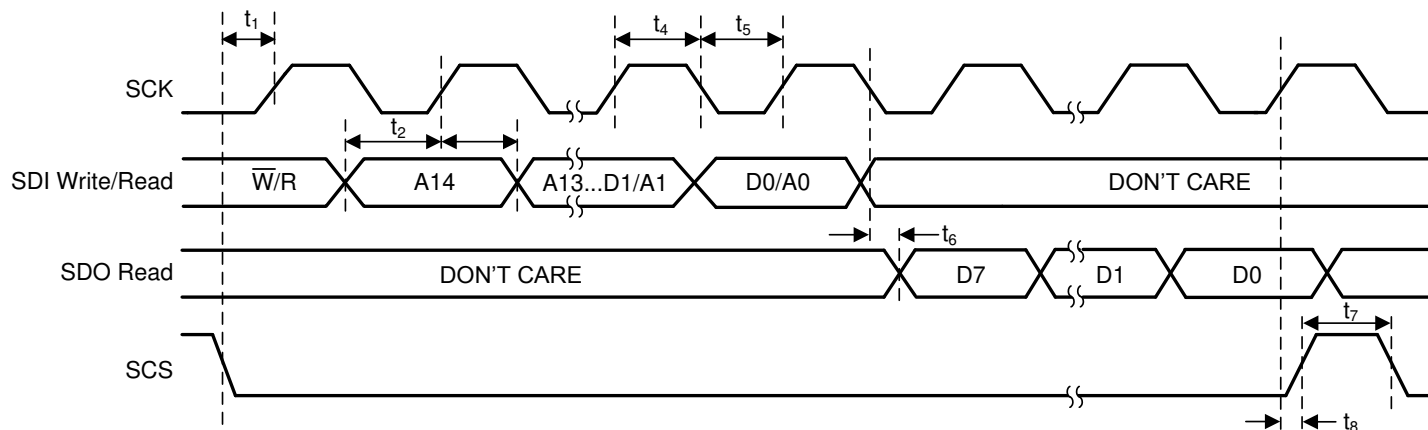 t1
t4
t5
SCK
t2
SDI Write/Read
W̅/R
A14
A13...D1/A1
D0/A0
DON'T CARE
t6
SDO Read
DON'T CARE
D7
D1
D0
t7
SCS
t8